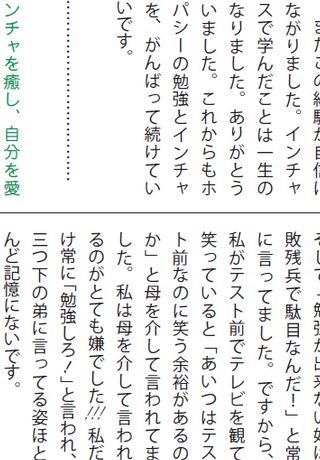 またこの経験が自信に
ながりました。インチャ
スで学んだことは一生の
なりました。ありがとう
いました。これからもホ
パシーの勉強とインチャ
を、がんばって続けてい
いです。
ンチャを癒し、自分を愛
そして「勉強が出来ない奴は
敗残兵で駄目なんだ!」と常
に言ってました。ですから、
私がテスト前でテレビを観て
笑っていると「あいつはテス
ト前なのに笑う余裕があるの
か」と母を介して言われてま
した。私は母を介して言われ
るのがとても嫌でした!!!私だ
け常に「勉強しろ!」と言われ、
三つ下の弟に言ってる姿ほと
んど記憶にないです。